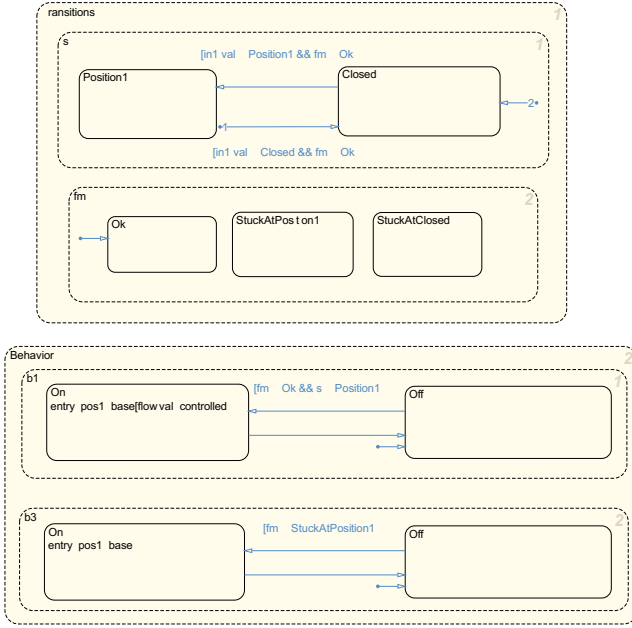 ransitions
1
s
1
[in1 val Position1 && fm Ok
Position1
Closed
1
2
[in1 val Closed && fm Ok
fm
2
Ok
StuckAtPos t on1
StuckAtClosed
Behavior
2
b1
1
On
entry pos1 base[flow val controlled
[fm Ok && s Position1
Off
b3
2
On
entry pos1 base
[fm StuckAtPosition1
Off